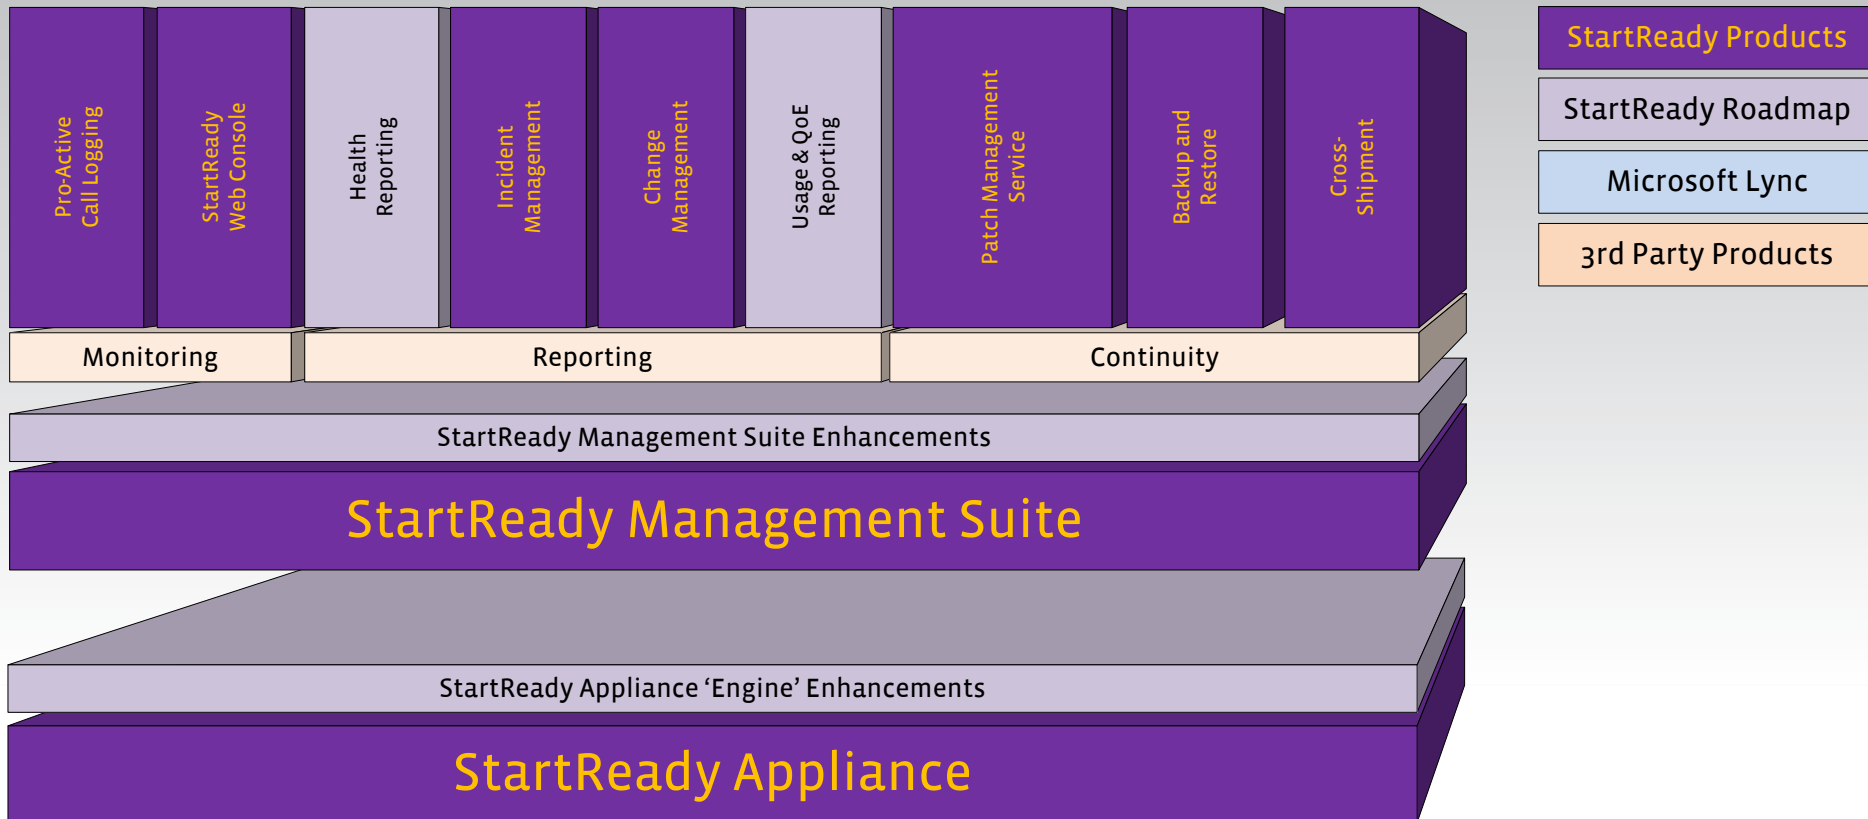 Pro-Active
Call Logging
StartReady
Web Console
Health
Reporting
Incident
Management
Change
Management
Usage & QoE
Reporting
Patch Management
Service
Backup and
Restore
Cross-
Shipment
StartReady Products
StartReady Roadmap
Microsoft Lync
3rd Party Products
Monitoring
Reporting
Continuity
StartReady Management Suite Enhancements
StartReady Management Suite
StartReady Appliance ‘Engine’ Enhancements
StartReady Appliance